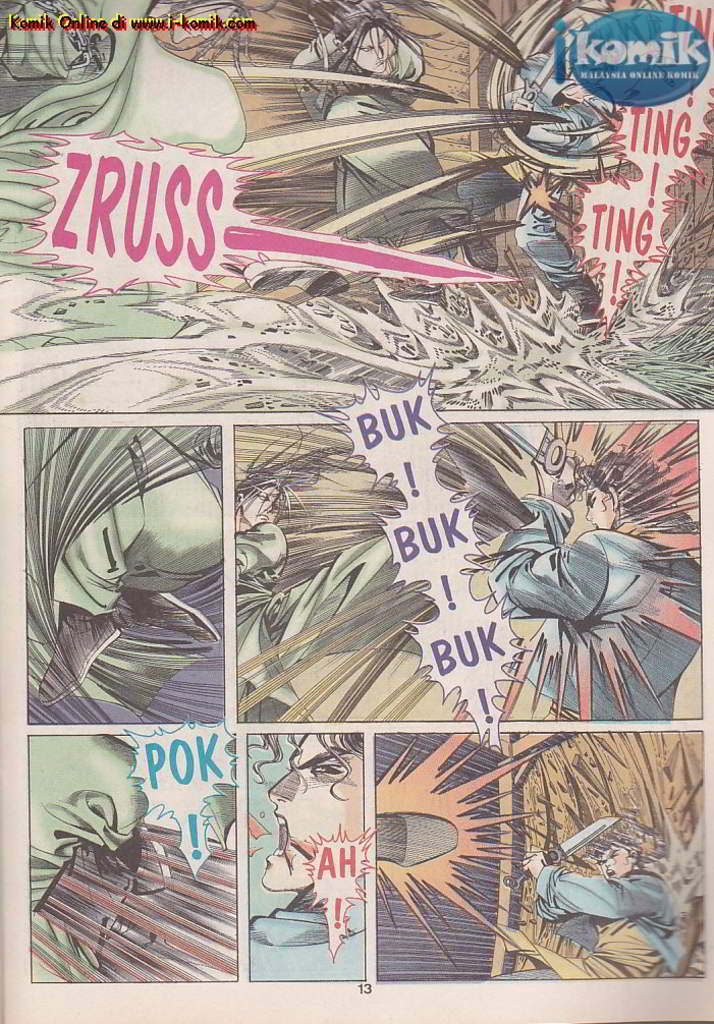 Komik Online di www.i-komik.com
ikomik
MALAYSIA ONLINE KOMIK
TING
TING
!
TING
!
ZRUSS
BUK
!
BUK
!
BUK
!
POK
!
AH
!
13